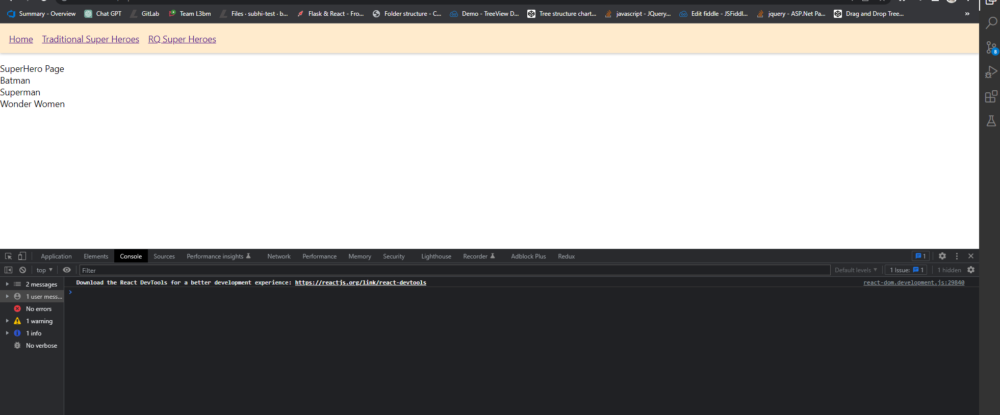 Summary - Overview Chat GPT GitLab Team L3bm Files · subhi-test · b... Flask & React - Fro... Folder structure - C... Demo - TreeView D... Tree structure chart... javascript - JQuery... Edit fiddle - JSFiddl... jquery - ASP.Net Pa... Drag and Drop Tree... »
Home Traditional Super Heroes RQ Super Heroes
8
SuperHero Page
Batman
Superman
Wonder Women
Application Elements Console Sources Performance insights Network Performance Memory Security Lighthouse Recorder Adblock Plus Redux 1
top Filter Default levels 1 Issue: 1 1 hidden
2 messages
Download the React DevTools for a better development experience: https://reactjs.org/link/react-devtools react-dom.development.js:29840
1 user mess...
No errors
1 warning
1 info
No verbose